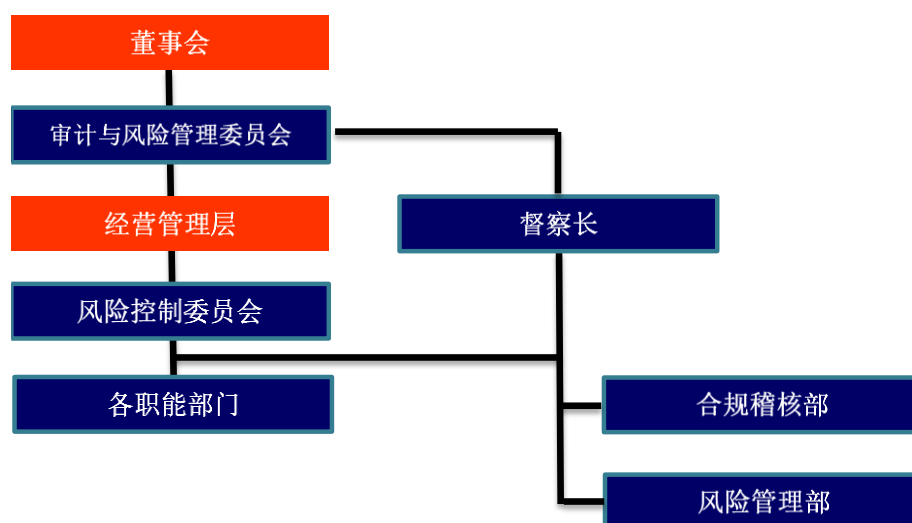 董事会
审计与风险管理委员会
经营管理层
督察长
风险控制委员会
各职能部门
合规稽核部
风险管理部